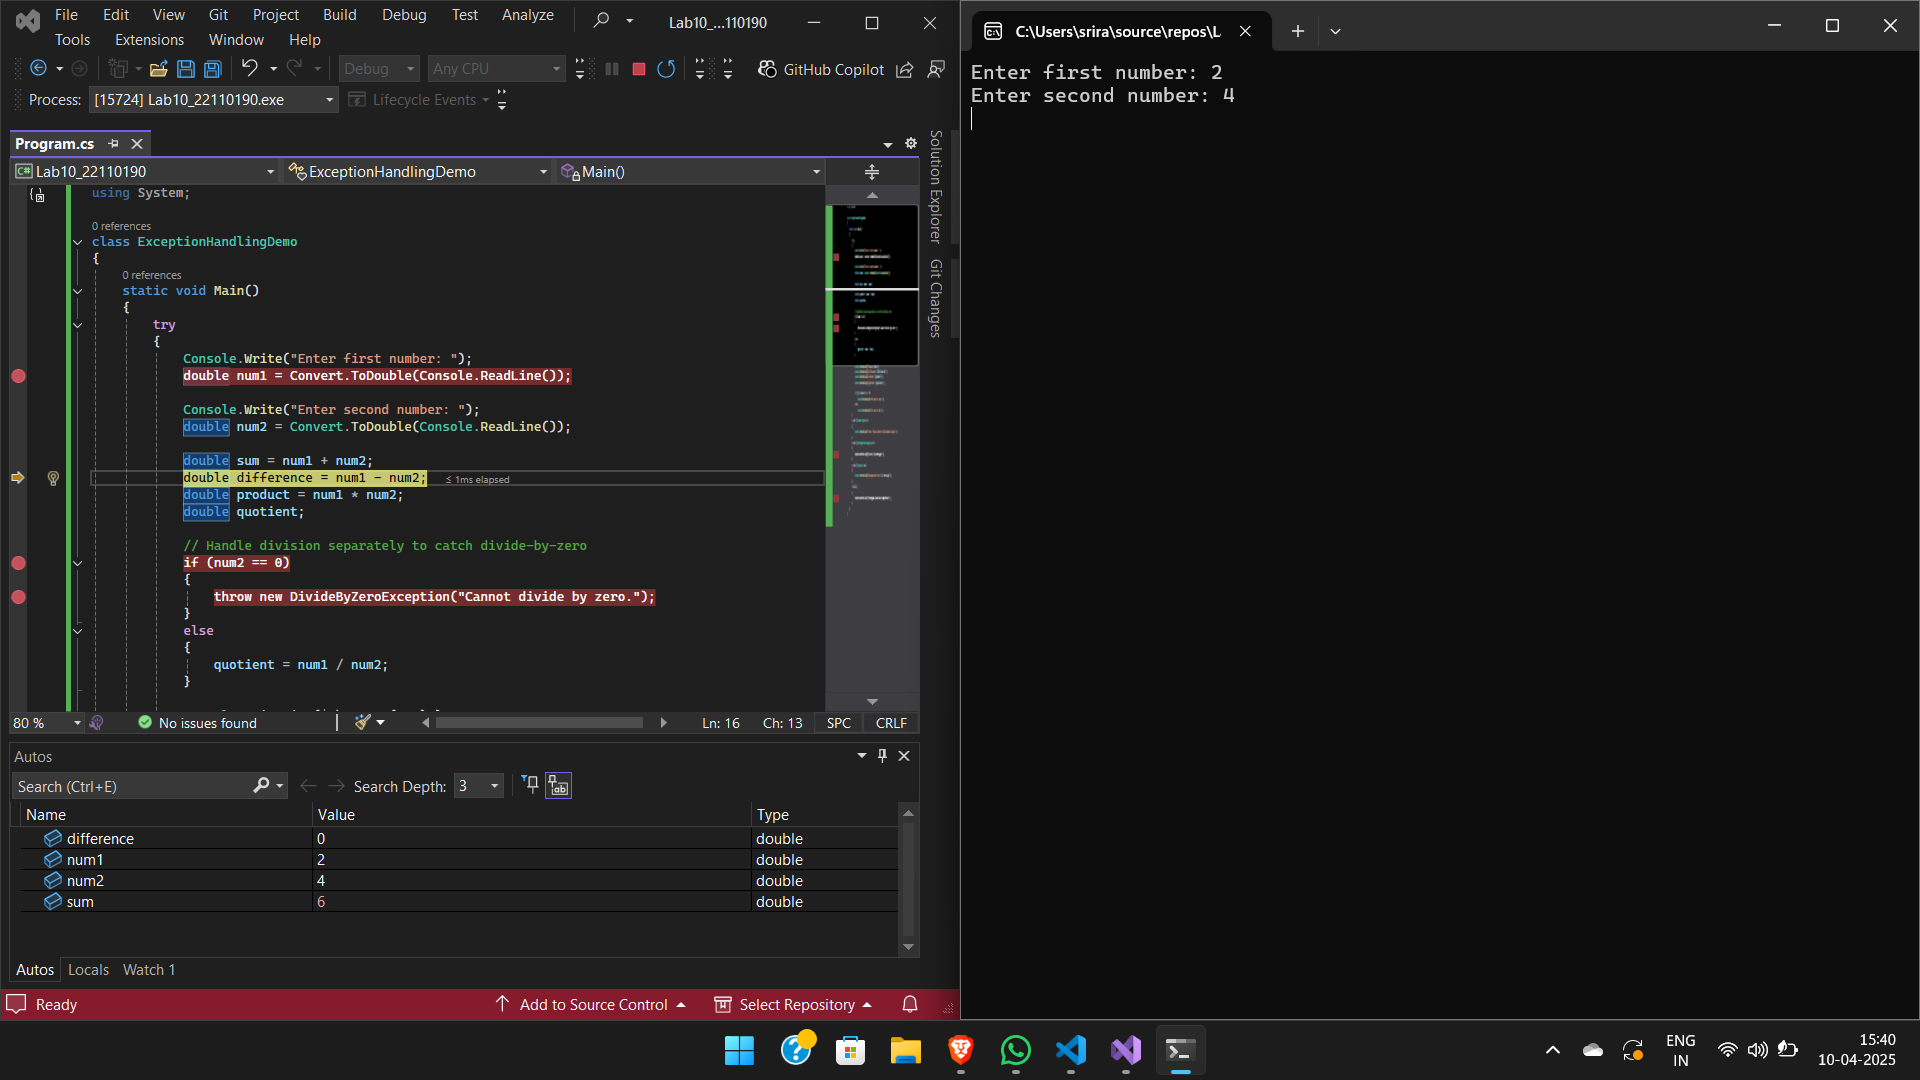 File Edit View Git Project Build Debug Test Analyze Lab10_...110190
Tools Extensions Window Help
Debug Any CPU GitHub Copilot
Process: [15724] Lab10_22110190.exe Lifecycle Events
Program.cs
Lab10_22110190 ExceptionHandlingDemo Main()
using System;
0 references
class ExceptionHandlingDemo
{
0 references
static void Main()
{
try
{
Console.Write("Enter first number: ");
double num1 = Convert.ToDouble(Console.ReadLine());
Console.Write("Enter second number: ");
double num2 = Convert.ToDouble(Console.ReadLine());
double sum = num1 + num2;
double difference = num1 - num2; ≤ 1ms elapsed
double product = num1 * num2;
double quotient;
// Handle division separately to catch divide-by-zero
if (num2 == 0)
{
throw new DivideByZeroException("Cannot divide by zero.");
}
else
{
quotient = num1 / num2;
}
Solution Explorer
Git Changes
80 % No issues found Ln: 16 Ch: 13 SPC CRLF
Autos
Search (Ctrl+E) Search Depth: 3
Name Value Type
difference 0 double
num1 2 double
num2 4 double
sum 6 double
Autos Locals Watch 1
Ready Add to Source Control Select Repository
C:\Users\srira\source\repos\L
Enter first number: 2
Enter second number: 4
ENG
IN
15:40
10-04-2025